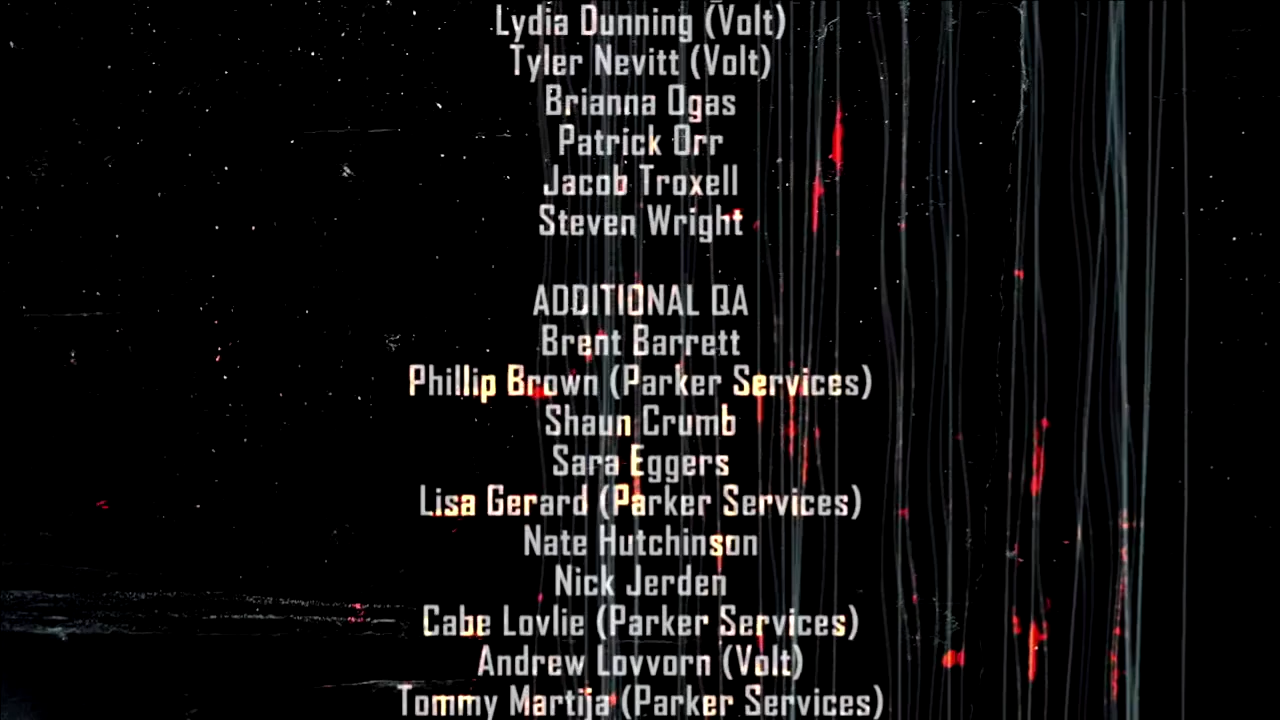 Lydia Dunning (Volt)
Tyler Nevitt (Volt)
Brianna Ogas
Patrick Orr
Jacob Troxell
Steven Wright
ADDITIONAL QA
Brent Barrett
Phillip Brown (Parker Services)
Shaun Crumb
Sara Eggers
Lisa Gerard (Parker Services)
Nate Hutchinson
Nick Jerden
Cabe Lovlie (Parker Services)
Andrew Lovvorn (Volt)
Tommy Martija (Parker Services)